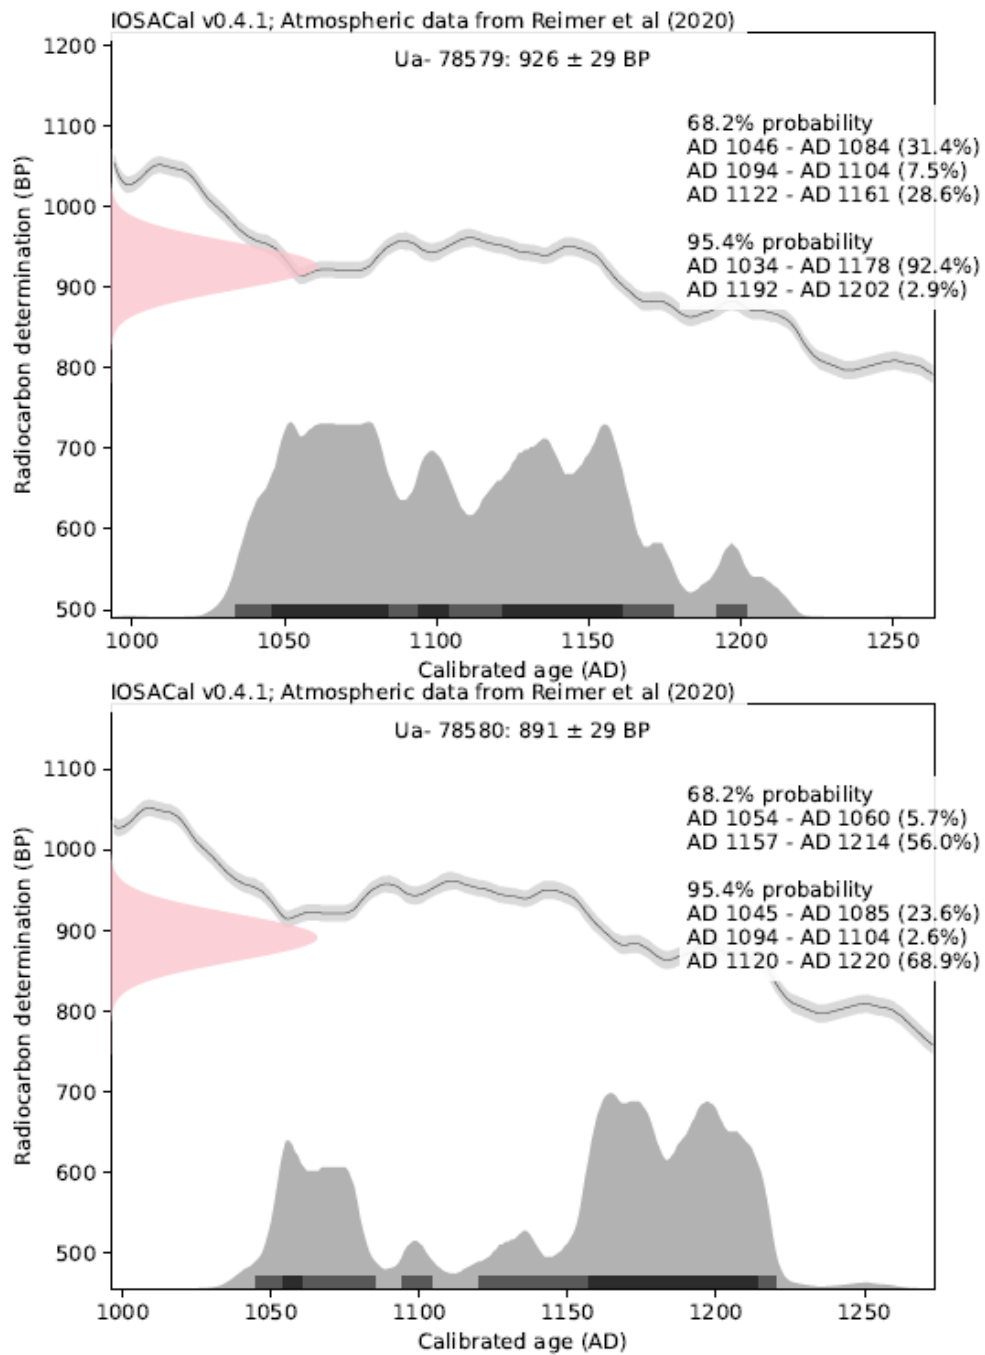 IOSACal v0.4.1; Atmospheric data from Reimer et al (2020)
Ua- 78579: 926 ± 29 BP
68.2% probability
AD 1046 - AD 1084 (31.4%)
AD 1094 - AD 1104 (7.5%)
AD 1122 - AD 1161 (28.6%)
95.4% probability
AD 1034 - AD 1178 (92.4%)
AD 1192 - AD 1202 (2.9%)
Radiocarbon determination (BP)
1200
1100
1000
900
800
700
600
500
1000 1050 1100 1150 1200 1250
Calibrated age (AD)
IOSACal v0.4.1; Atmospheric data from Reimer et al (2020)
Ua- 78580: 891 ± 29 BP
68.2% probability
AD 1054 - AD 1060 (5.7%)
AD 1157 - AD 1214 (56.0%)
95.4% probability
AD 1045 - AD 1085 (23.6%)
AD 1094 - AD 1104 (2.6%)
AD 1120 - AD 1220 (68.9%)
Radiocarbon determination (BP)
1100
1000
900
800
700
600
500
1000 1050 1100 1150 1200 1250
Calibrated age (AD)